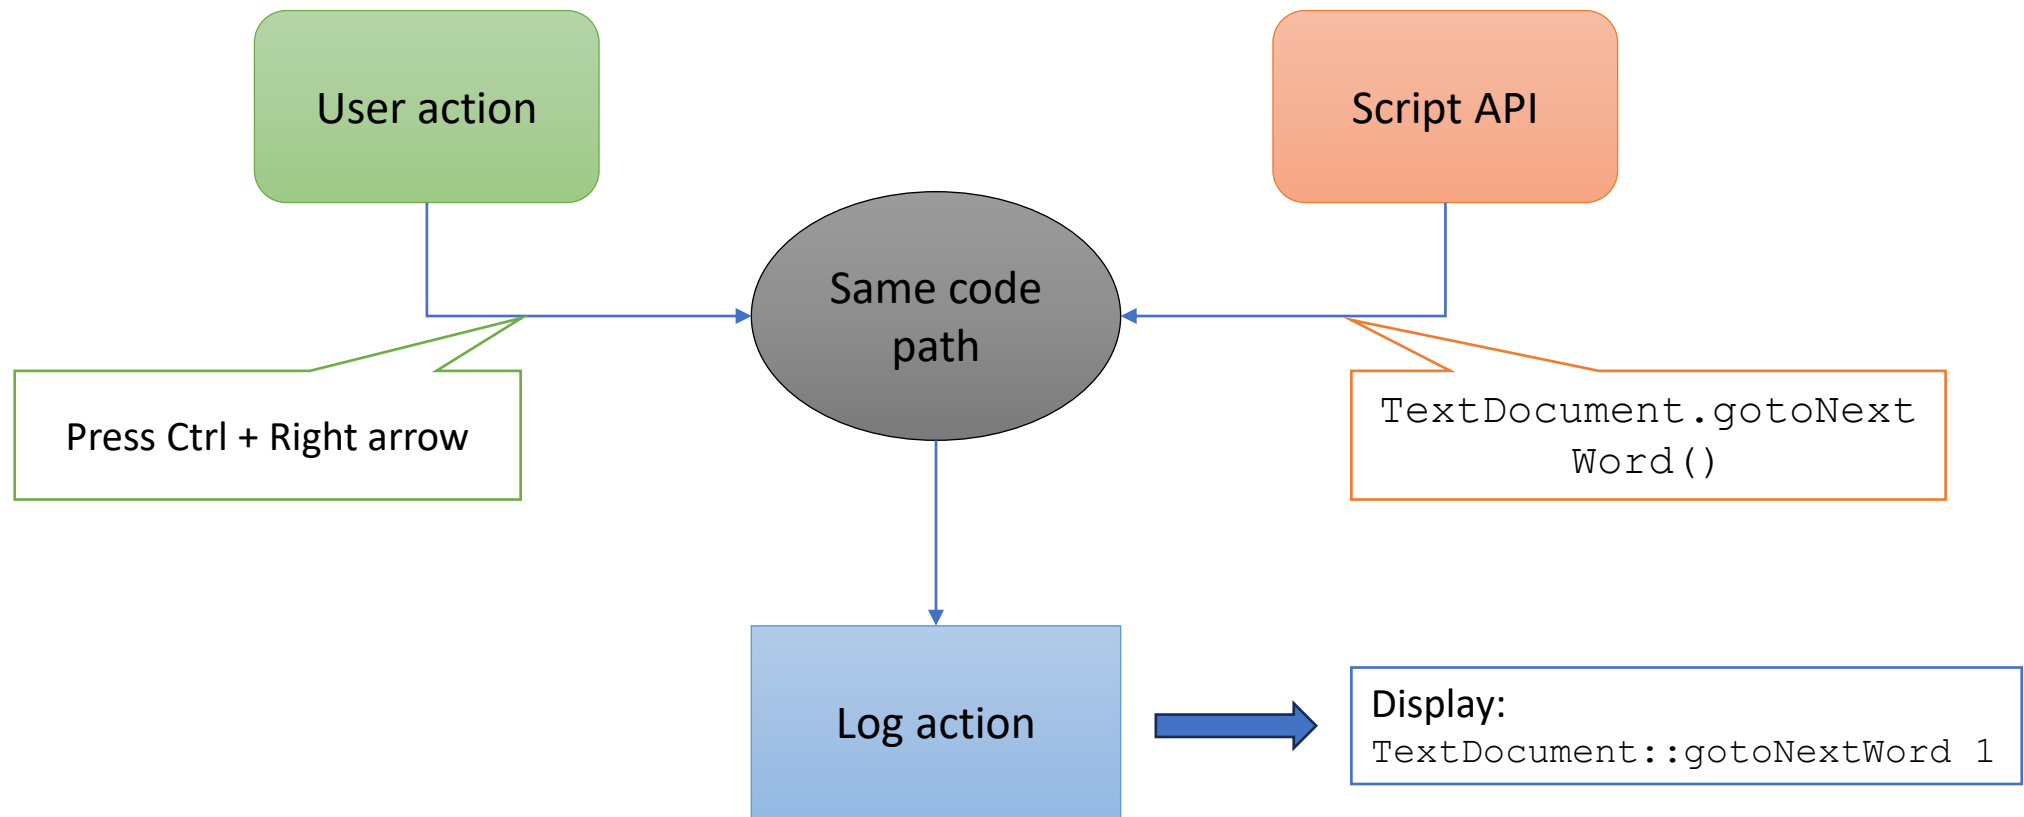 User action
Script API
Same code
path
Press Ctrl + Right arrow
TextDocument.gotoNext
Word()
Log action
Display:
TextDocument::gotoNextWord 1